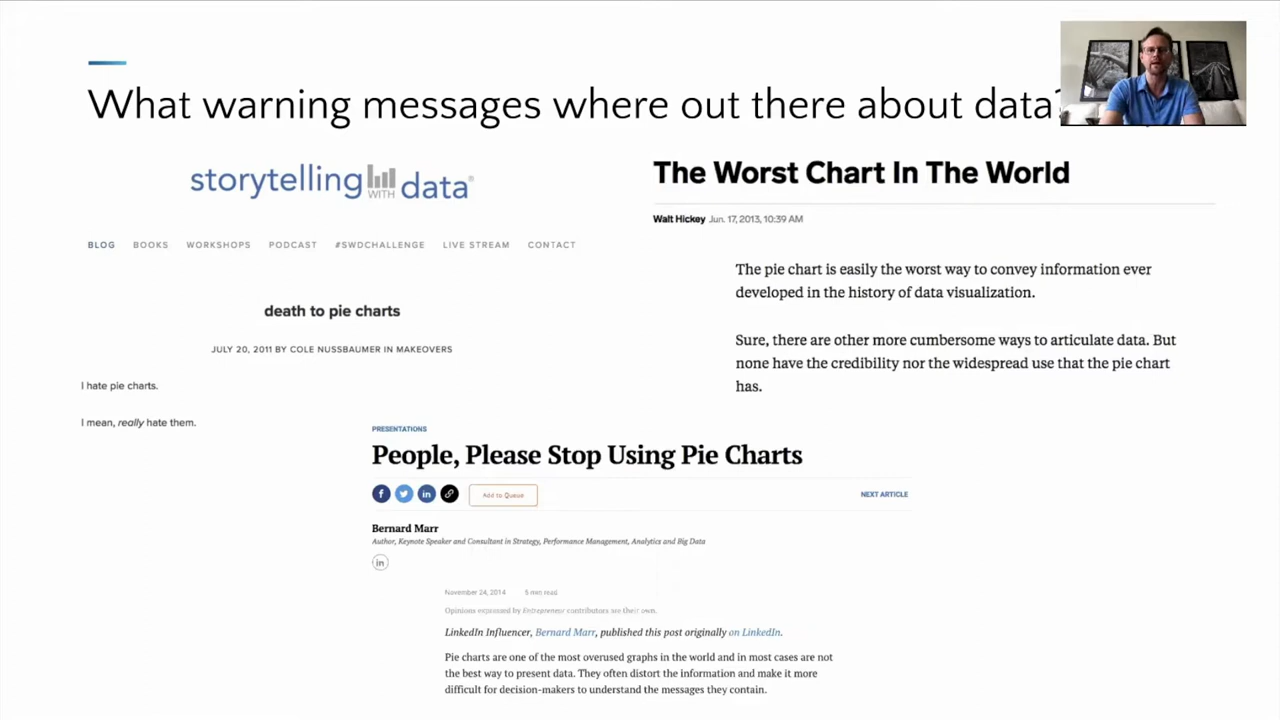 What warning messages where out there about data?
storytelling WITH data®
BLOG BOOKS WORKSHOPS PODCAST #SWDCHALLENGE LIVE STREAM CONTACT
death to pie charts
JULY 20, 2011 BY COLE NUSSBAUMER IN MAKEOVERS
I hate pie charts.
I mean, really hate them.
The Worst Chart In The World
Walt Hickey Jun. 17, 2013, 10:39 AM
The pie chart is easily the worst way to convey information ever
developed in the history of data visualization.
Sure, there are other more cumbersome ways to articulate data. But
none have the credibility nor the widespread use that the pie chart
has.
PRESENTATIONS
People, Please Stop Using Pie Charts
f in Add to Queue NEXT ARTICLE
Bernard Marr
Author, Keynote Speaker and Consultant in Strategy, Performance Management, Analytics and Big Data
in
November 24, 2014 5 min read
Opinions expressed by Entrepreneur contributors are their own.
LinkedIn Influencer, Bernard Marr, published this post originally on LinkedIn.
Pie charts are one of the most overused graphs in the world and in most cases are not
the best way to present data. They often distort the information and make it more
difficult for decision-makers to understand the messages they contain.